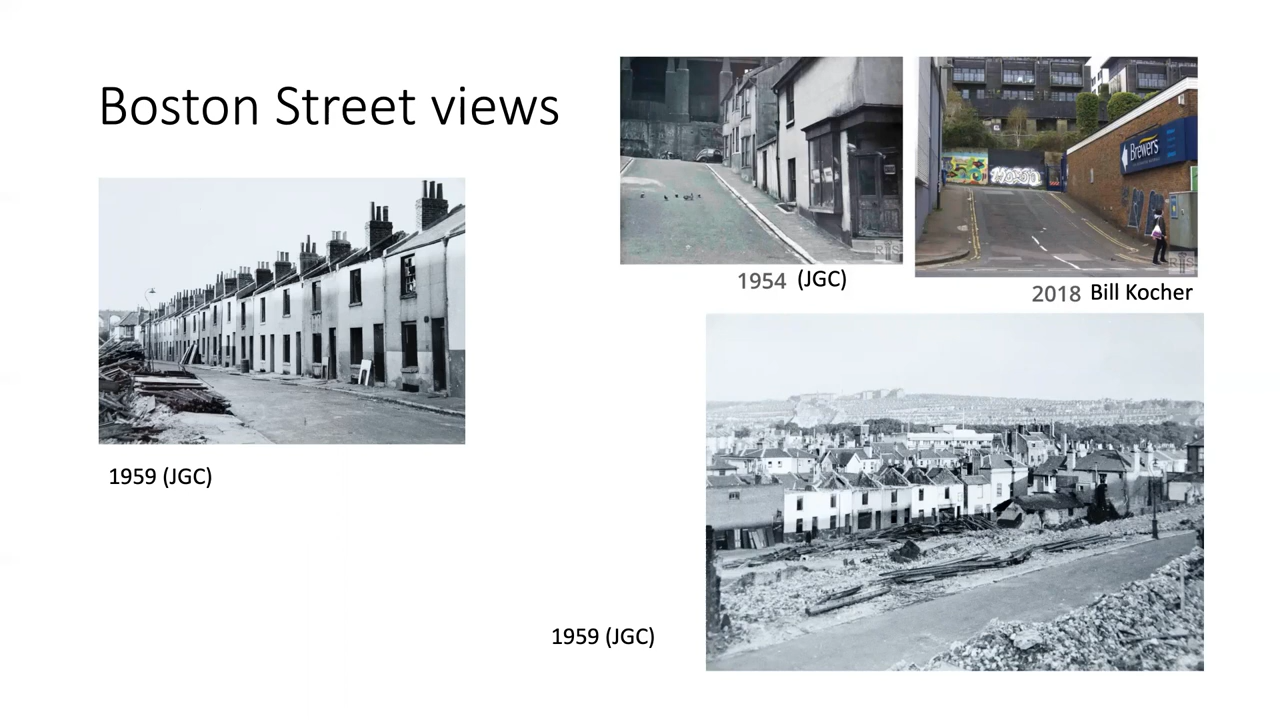 Boston Street views
1954 (JGC)
2018 Bill Kocher
Brewers
1959 (JGC)
1959 (JGC)